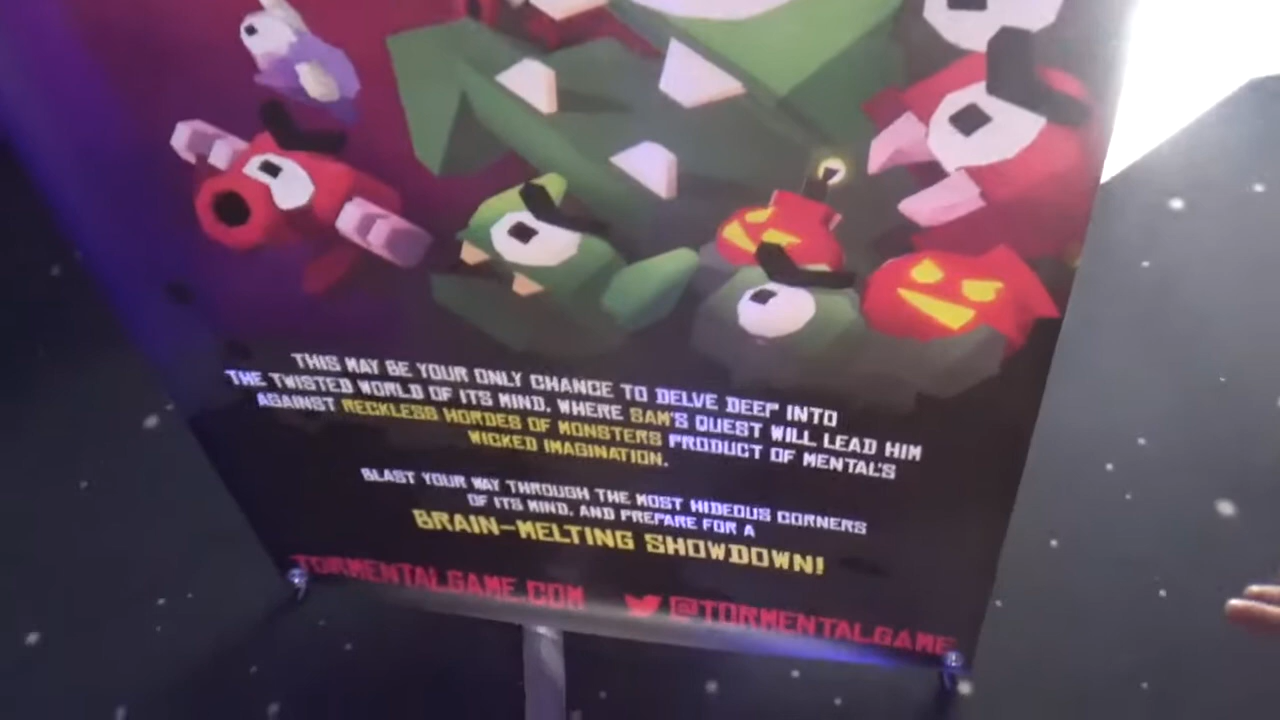 THIS MAY BE YOUR ONLY CHANCE TO DELVE DEEP INTO
THE TWISTED WORLD OF ITS MIND, WHERE SAM'S QUEST WILL LEAD HIM
AGAINST RECKLESS HORDES OF MONSTERS PRODUCT OF MENTAL'S
WICKED IMAGINATION.
BLAST YOUR WAY THROUGH THE MOST HIDEOUS CORNERS
OF ITS MIND, AND PREPARE FOR A
BRAIN-MELTING SHOWDOWN!
TORMENTALGAME.COM @TORMENTALGAME